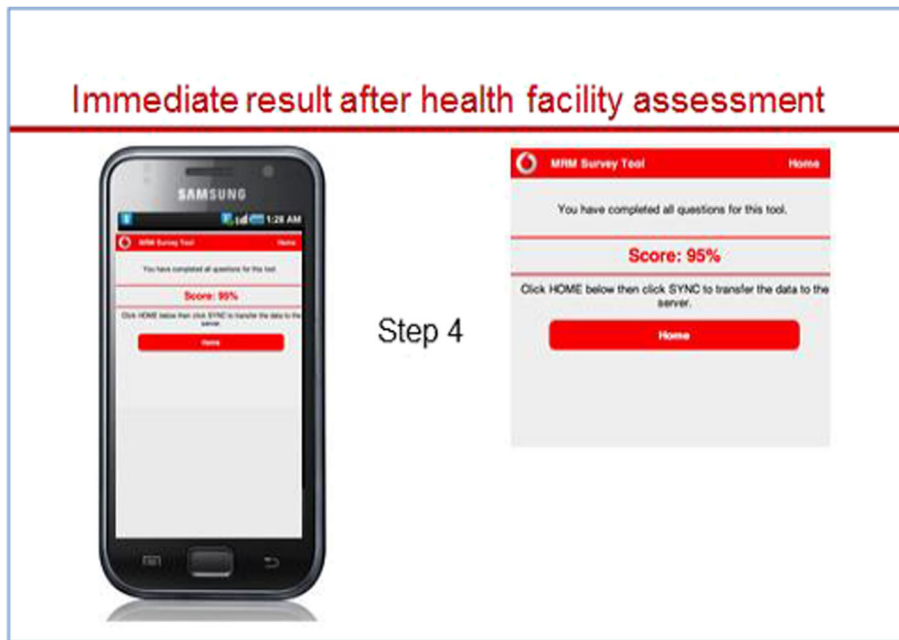 Immediate result after health facility assessment
SAMSUNG
1:28 AM
MRM Survey Tool Home
You have completed all questions for this tool.
Score: 95%
Click HOME below then click SYNC to transfer the data to the
server.
Home
Step 4
MRM Survey Tool Home
You have completed all questions for this tool.
Score: 95%
Click HOME below then click SYNC to transfer the data to the
server.
Home